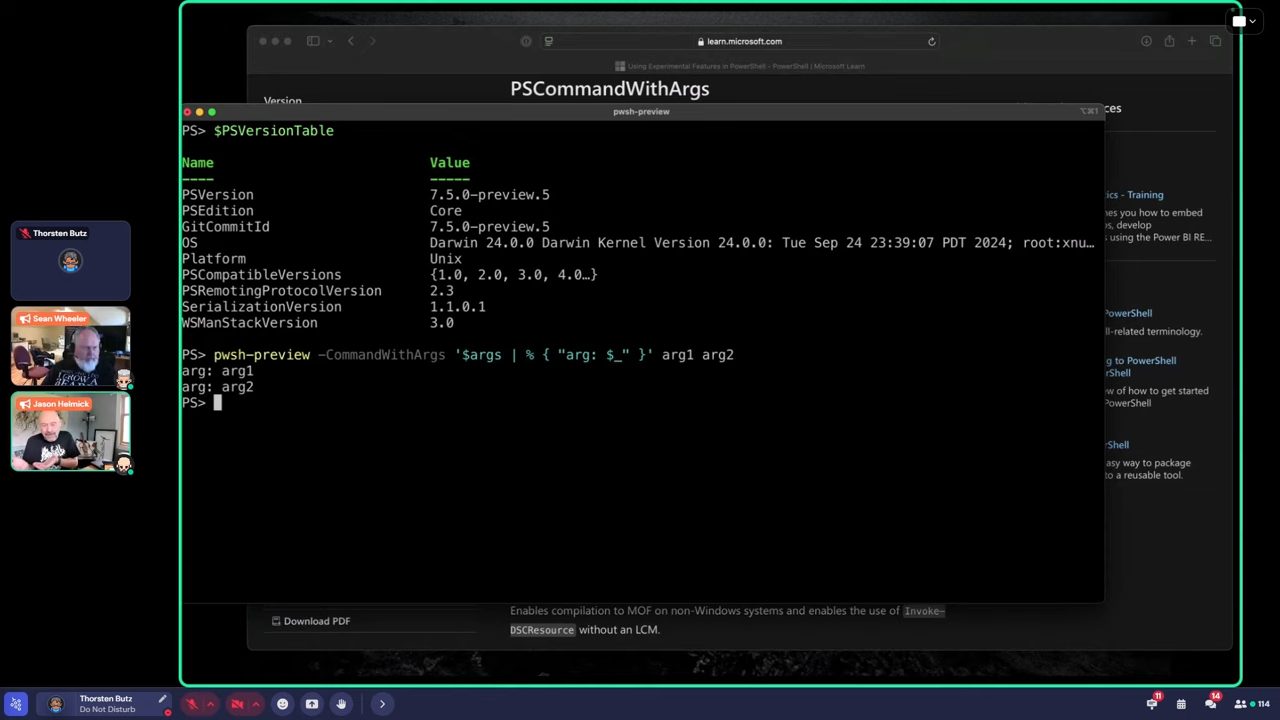 learn.microsoft.com
Using Experimental Features in PowerShell - PowerShell | Microsoft Learn
Version
PSCommandWithArgs
pwsh-preview
⌥⌘1
PS> $PSVersionTable
Name Value
---- -----
PSVersion 7.5.0-preview.5
PSEdition Core
GitCommitId 7.5.0-preview.5
OS Darwin 24.0.0 Darwin Kernel Version 24.0.0: Tue Sep 24 23:39:07 PDT 2024; root:xnu…
Platform Unix
PSCompatibleVersions {1.0, 2.0, 3.0, 4.0…}
PSRemotingProtocolVersion 2.3
SerializationVersion 1.1.0.1
WSManStackVersion 3.0
PS> pwsh-preview -CommandWithArgs '$args | % { "arg: $_" }' arg1 arg2
arg: arg1
arg: arg2
PS>
ces
tics - Training
nes you how to embed
ps, develop
s using the Power BI RE...
PowerShell
ll-related terminology.
g to PowerShell
Shell
ew of how to get started
PowerShell
rShell
asy way to package
to a reusable tool.
Download PDF
Enables compilation to MOF on non-Windows systems and enables the use of Invoke-
DSCResource without an LCM.
Thorsten Butz
Sean Wheeler
Jason Helmick
Thorsten Butz
Do Not Disturb
11
14
114